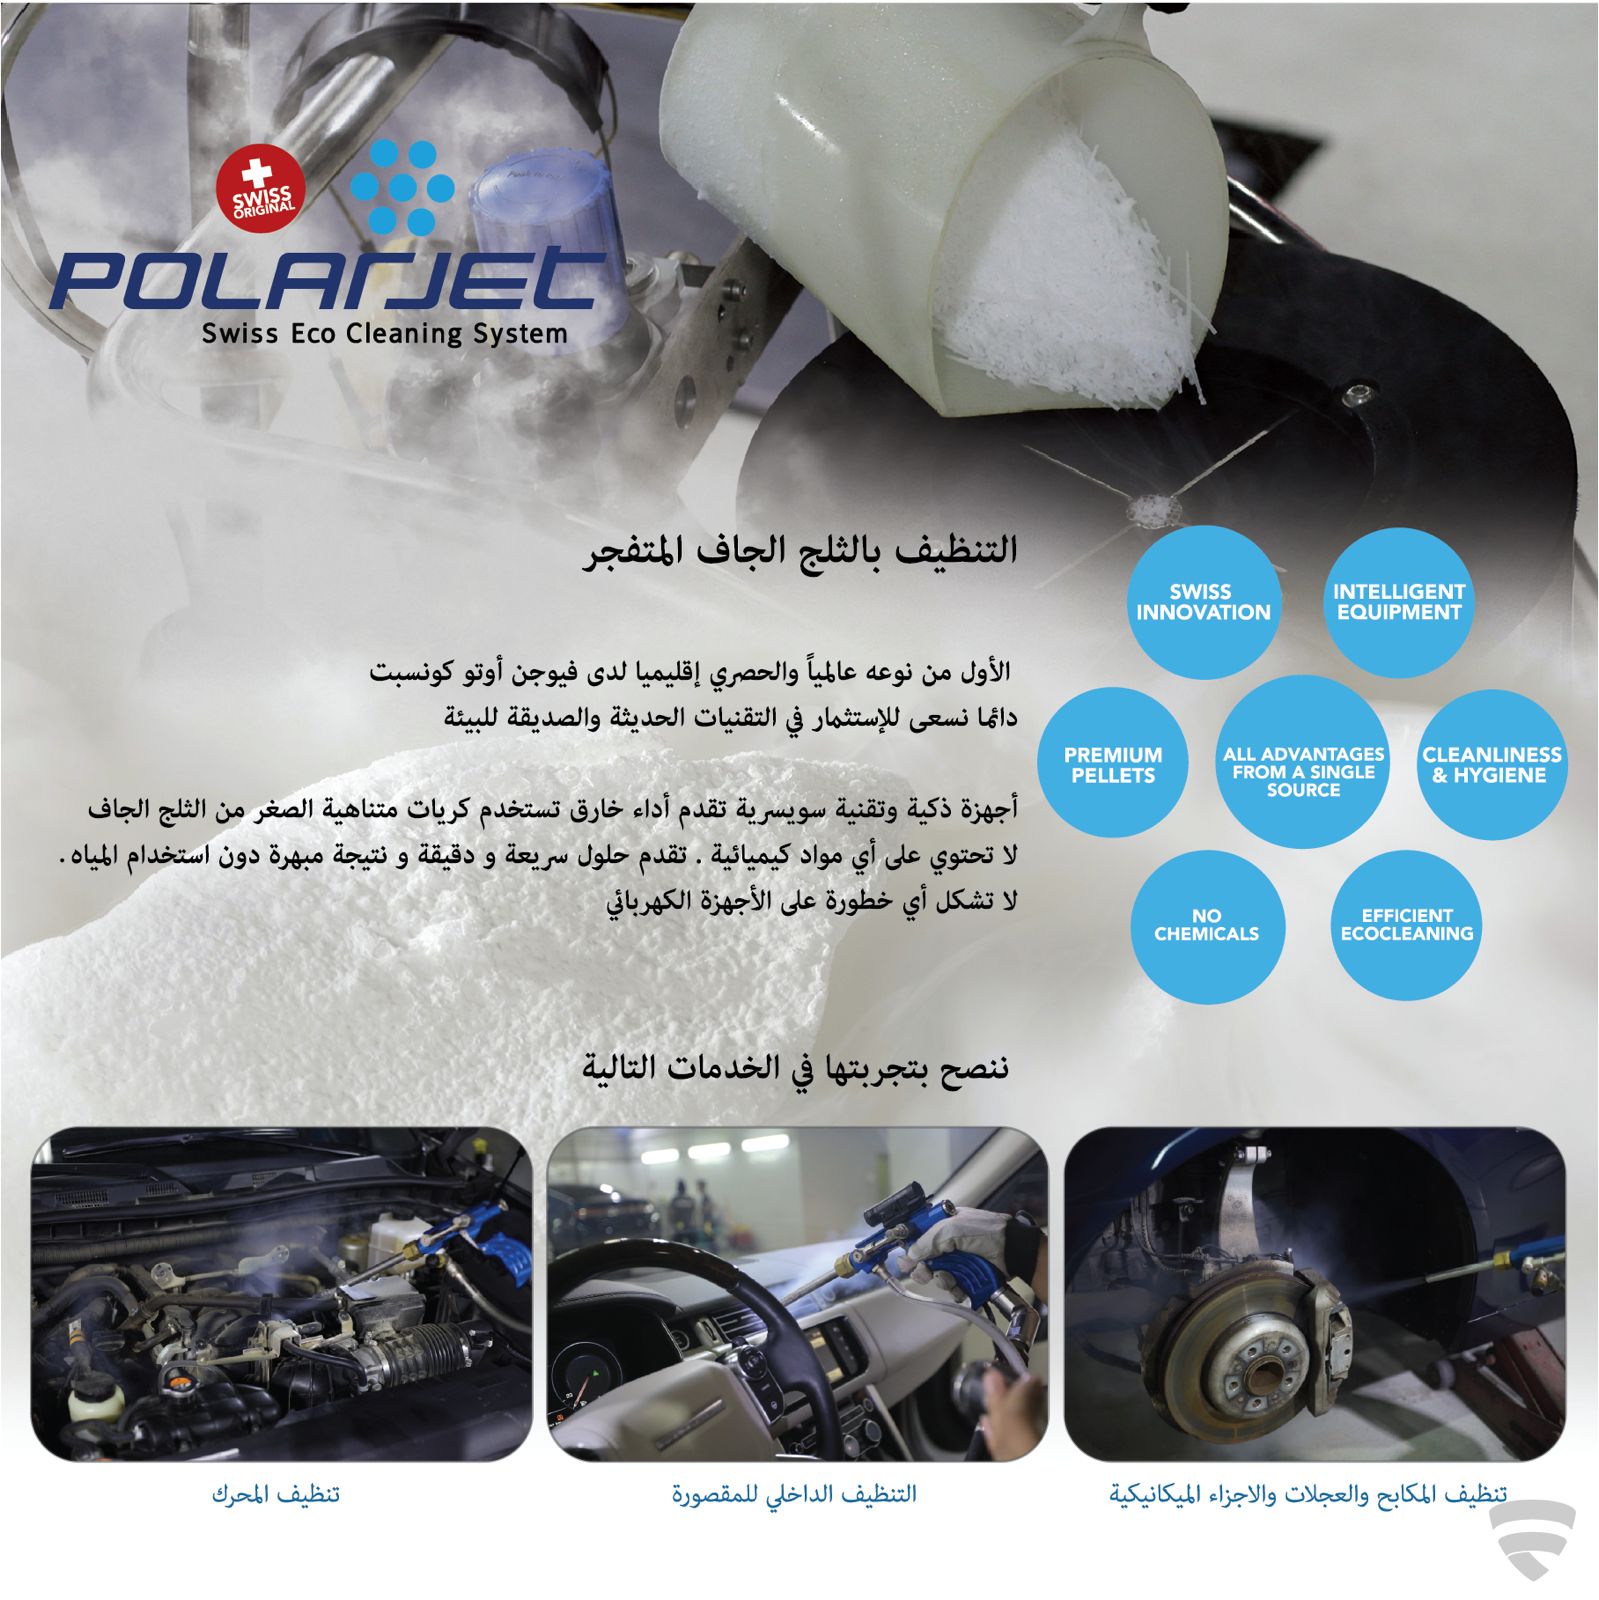 SWISS
ORIGINAL
POLARJET
Swiss Eco Cleaning System
التنظيف بالثلج الجاف المتفجر
الأول من نوعه عالمياً والحصري إقليميا لدى فيوجن أوتو كونسبت
دائما نسعى للإستثمار في التقنيات الحديثة والصديقة للبيئة
أجهزة ذكية وتقنية سويسرية تقدم أداء خارق تستخدم كريات متناهية الصغر من الثلج الجاف
لا تحتوي على أي مواد كيميائية . تقدم حلول سريعة و دقيقة و نتيجة مبهرة دون استخدام المياه .
لا تشكل أي خطورة على الأجهزة الكهربائي
SWISS
INNOVATION
INTELLIGENT
EQUIPMENT
PREMIUM
PELLETS
ALL ADVANTAGES
FROM A SINGLE
SOURCE
CLEANLINESS
& HYGIENE
NO
CHEMICALS
EFFICIENT
ECOCLEANING
ننصح بتجربتها في الخدمات التالية
تنظيف المكابح والعجلات والاجزاء الميكانيكية
التنظيف الداخلي للمقصورة
تنظيف المحرك